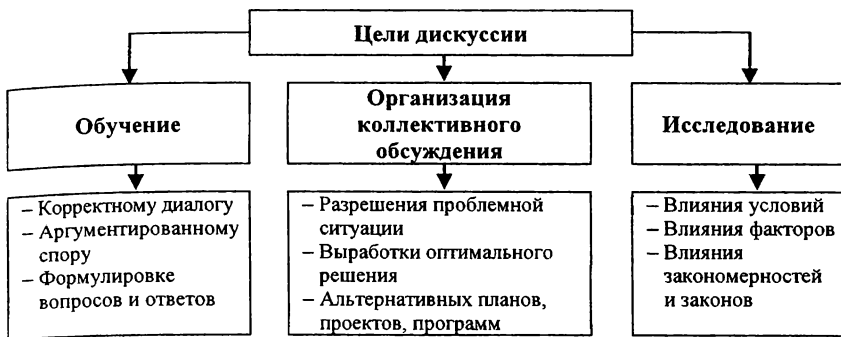 Цели дискуссии
Обучение
Организация
коллективного
обсуждения
Исследование
– Корректному диалогу
– Аргументированному
спору
– Формулировке
вопросов и ответов
– Разрешения проблемной
ситуации
– Выработки оптимального
решения
– Альтернативных планов,
проектов, программ
– Влияния условий
– Влияния факторов
– Влияния
закономерностей
и законов